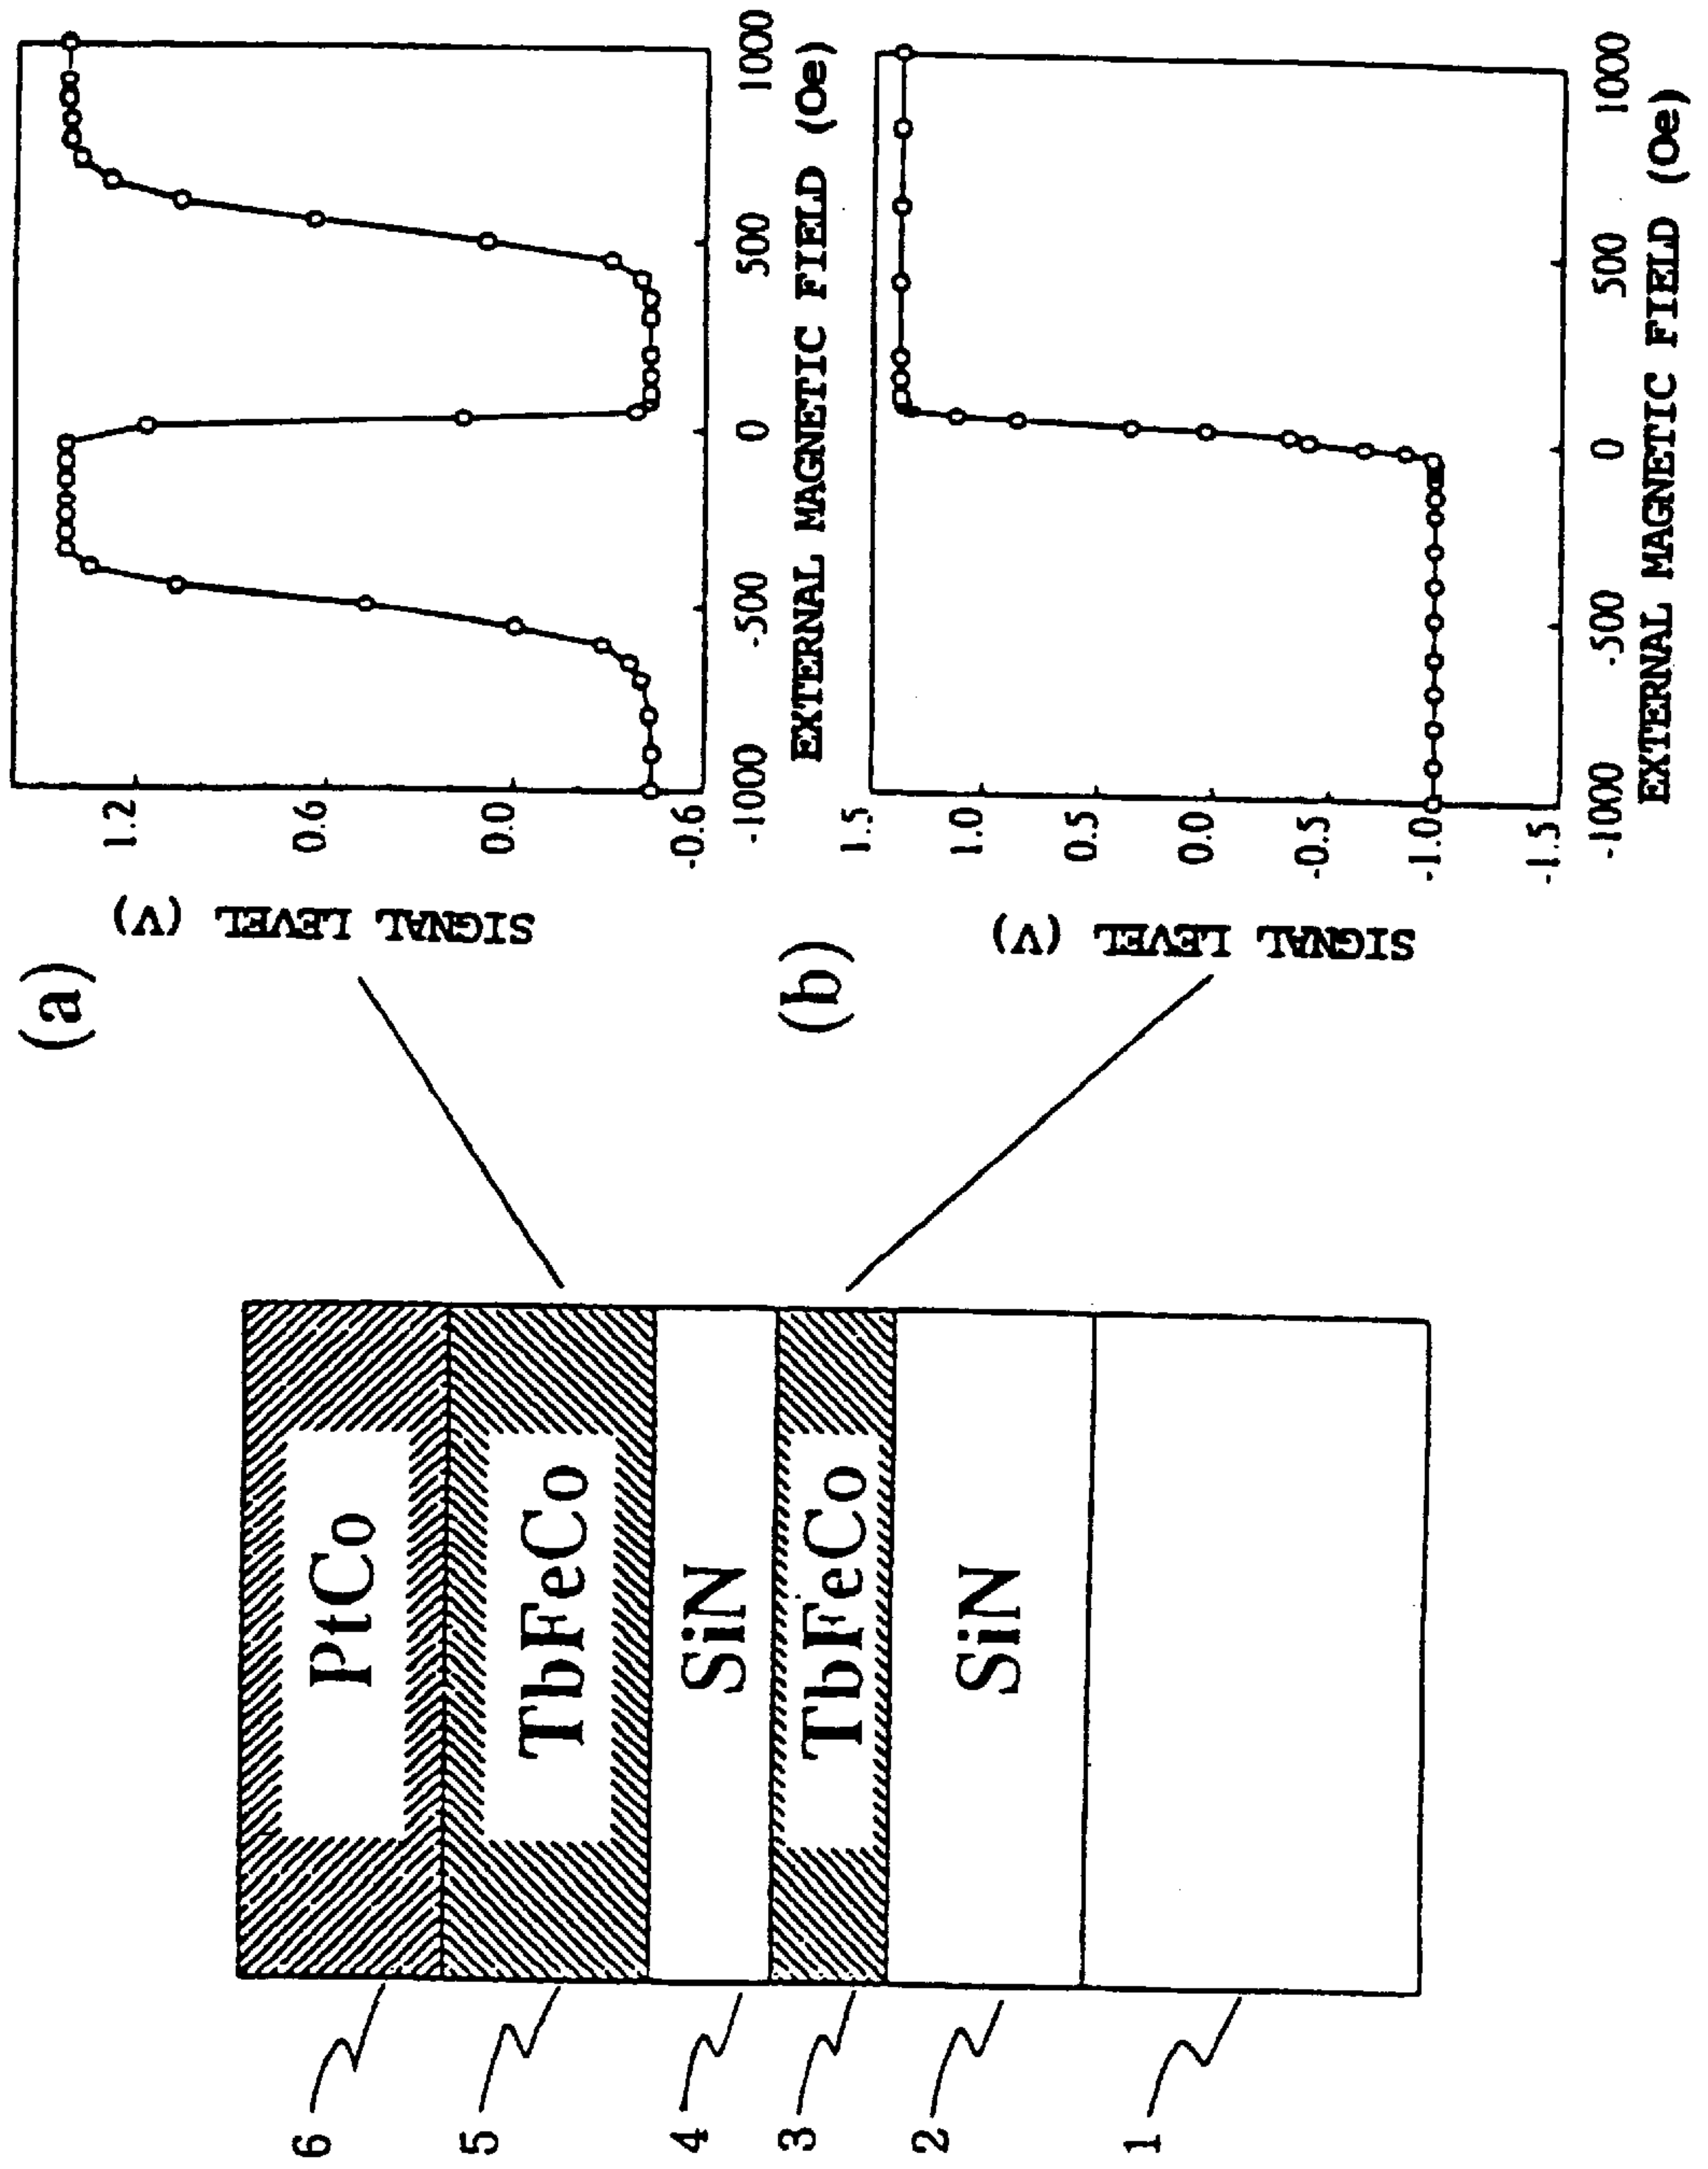 (a)
SIGNAL LEVEL
(V)
1.2
0.6
0.0
-0.6
-1000
-500
0
500
1000
EXTERNAL MAGNETIC FIELD (Oe)
(b)
SIGNAL LEVEL
(V)
1.5
1.0
0.5
0.0
-0.5
-1.0
-1.5
-1000
-500
0
500
1000
EXTERNAL MAGNETIC FIELD (Oe)
6
PtCo
5
TbFeCo
4
SiN
3
TbFeCo
2
SiN
1